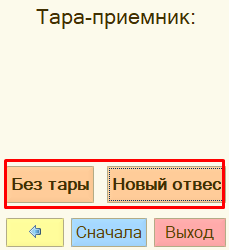 Тара-приемник:
Без тары Новый отвес
Сначала Выход